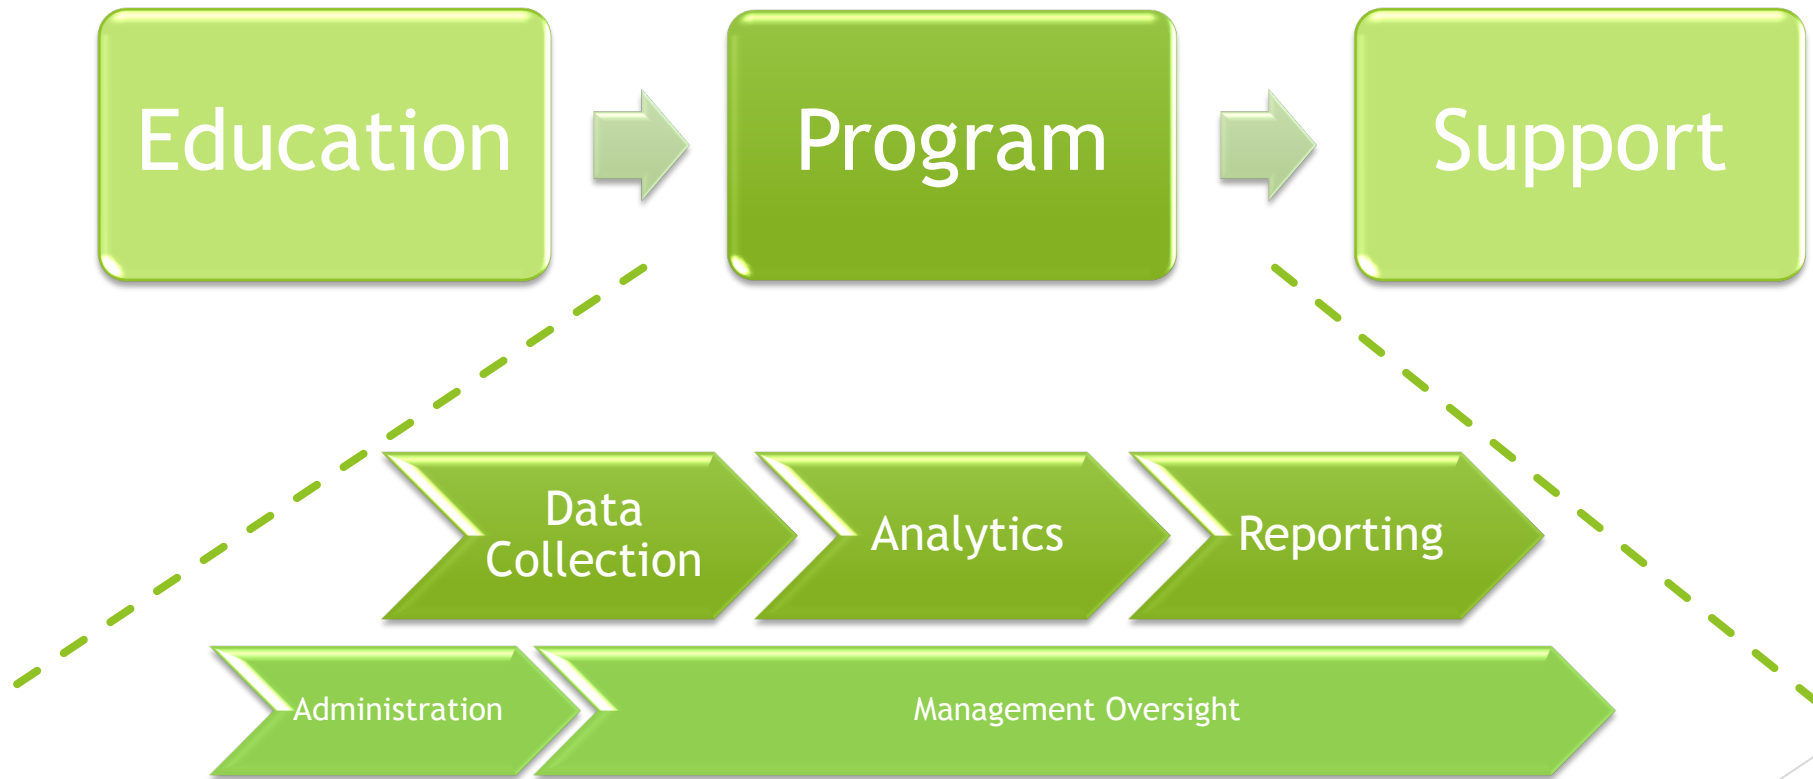 Education
Program
Support
Data
Collection
Analytics
Reporting
Administration
Management Oversight